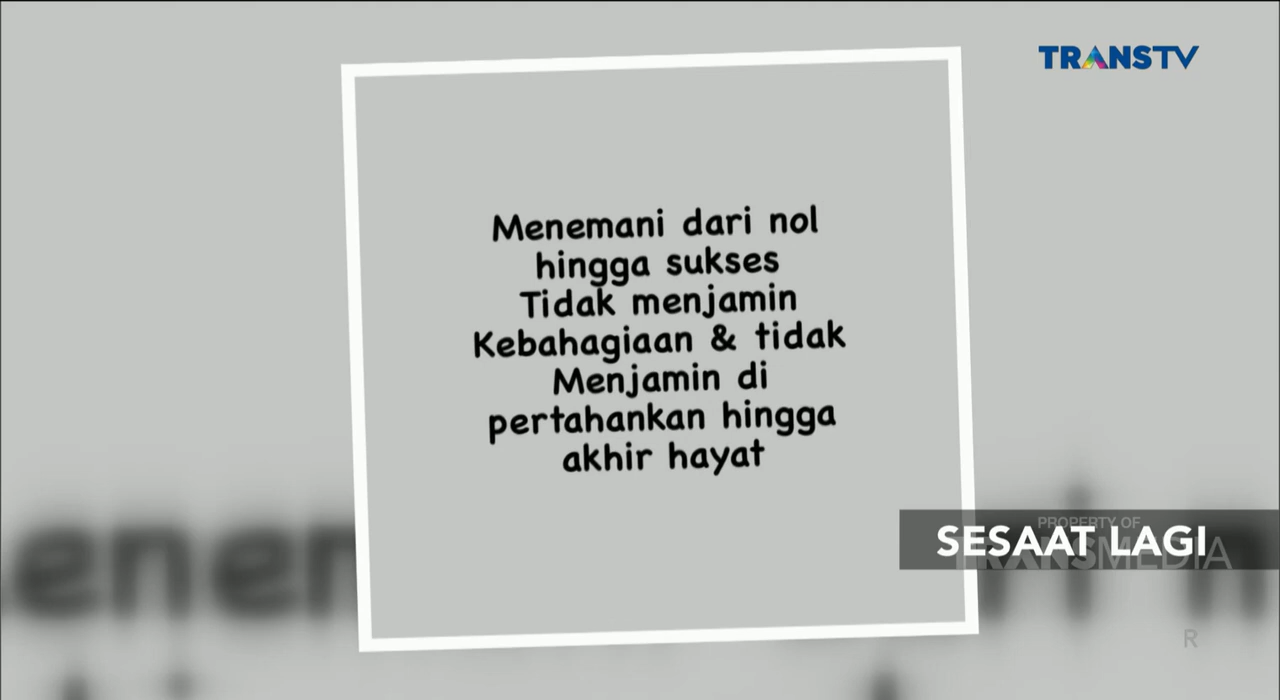 TRANSTV
Menemani dari nol
hingga sukses
Tidak menjamin
Kebahagiaan & tidak
Menjamin di
pertahankan hingga
akhir hayat
PROPERTY OF
SESAAT LAGI
TRANSMEDIA
R